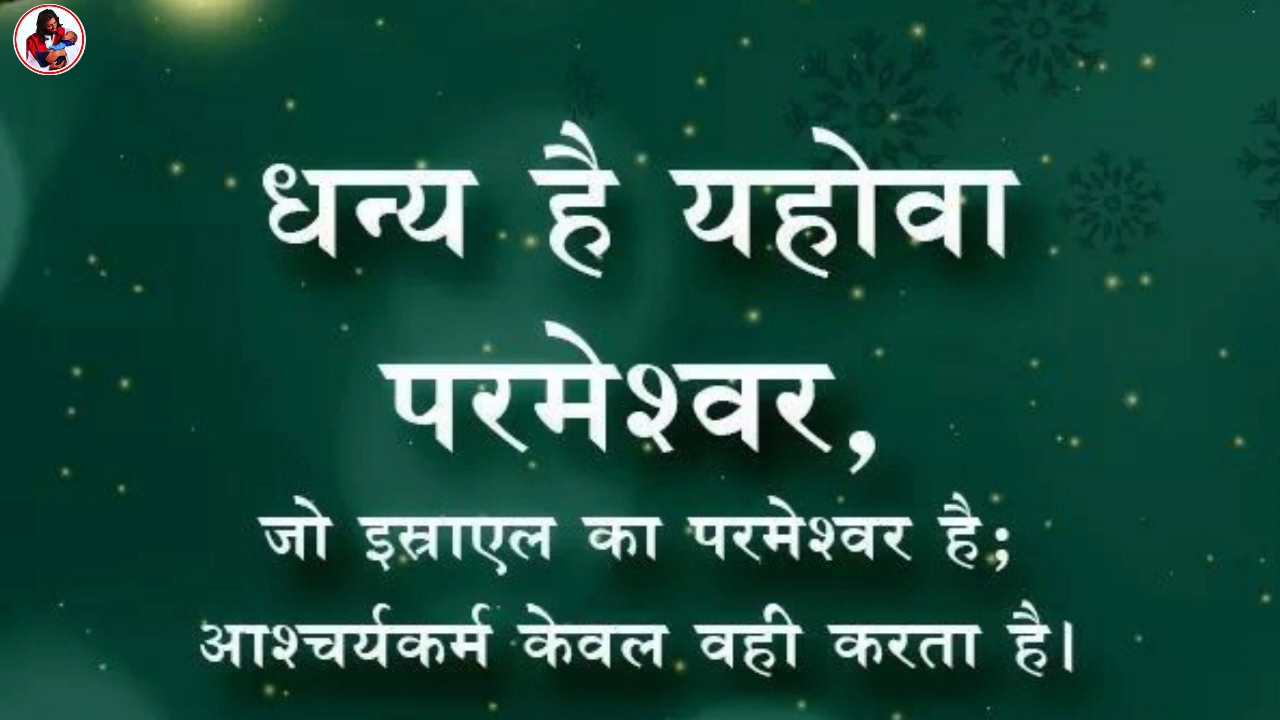 धन्य है यहोवा
परमेश्वर,
जो इस्राएल का परमेश्वर है;
आश्चर्यकर्म केवल वही करता है।